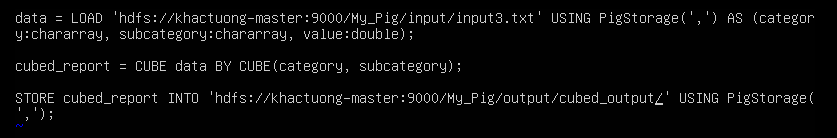 data = LOAD 'hdfs://khactuong-master:9000/My_Pig/input/input3.txt' USING PigStorage(',') AS (categor
y:chararray, subcategory:chararray, value:double);
cubed_report = CUBE data BY CUBE(category, subcategory);
STORE cubed_report INTO 'hdfs://khactuong-master:9000/My_Pig/output/cubed_output/' USING PigStorage(
',');
~